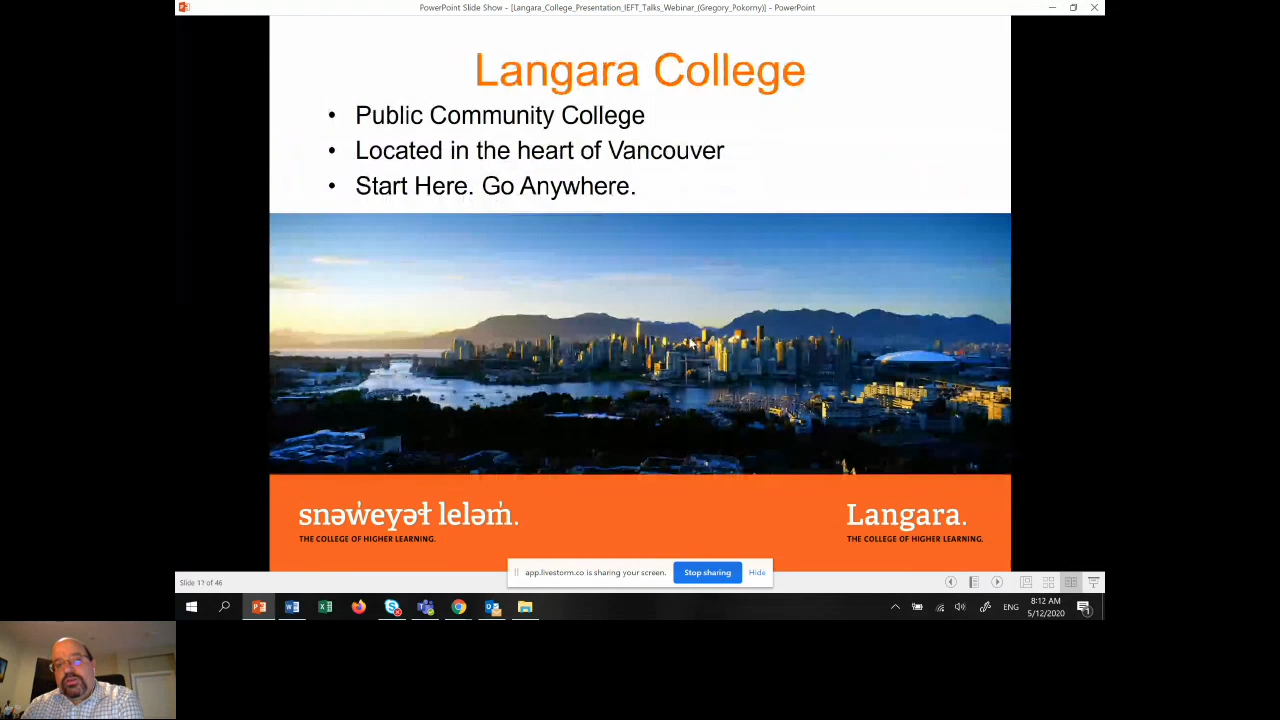 PowerPoint Slide Show - [Langara_College_Presentation_IEFT_Talks_Webinar_(Gregory_Pokorny)] - PowerPoint
Langara College
• Public Community College
• Located in the heart of Vancouver
• Start Here. Go Anywhere.
snəw̓eyəɬ leləm̓.
THE COLLEGE OF HIGHER LEARNING.
Langara.
THE COLLEGE OF HIGHER LEARNING.
app.livestorm.co is sharing your screen.
Stop sharing
Hide
Slide of 46
ENG
8:12 AM
5/12/2020